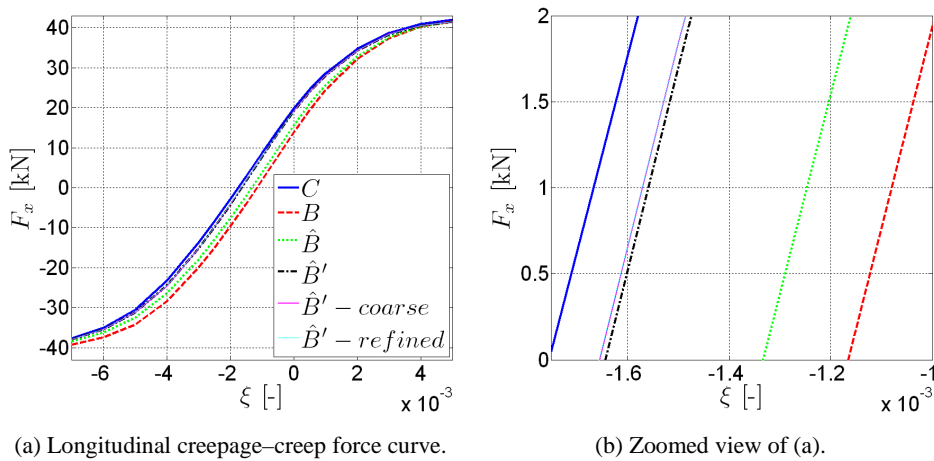 F_x [kN]
40
30
20
10
0
-10
-20
-30
-40
-6
-4
-2
0
2
4
x 10^-3
ξ [-]
C
B
B̂
B̂′
B̂′ − coarse
B̂′ − refined
(a) Longitudinal creepage–creep force curve.
F_x [kN]
2
1.5
1
0.5
0
-1.6
-1.4
-1.2
-1
x 10^-3
ξ [-]
(b) Zoomed view of (a).